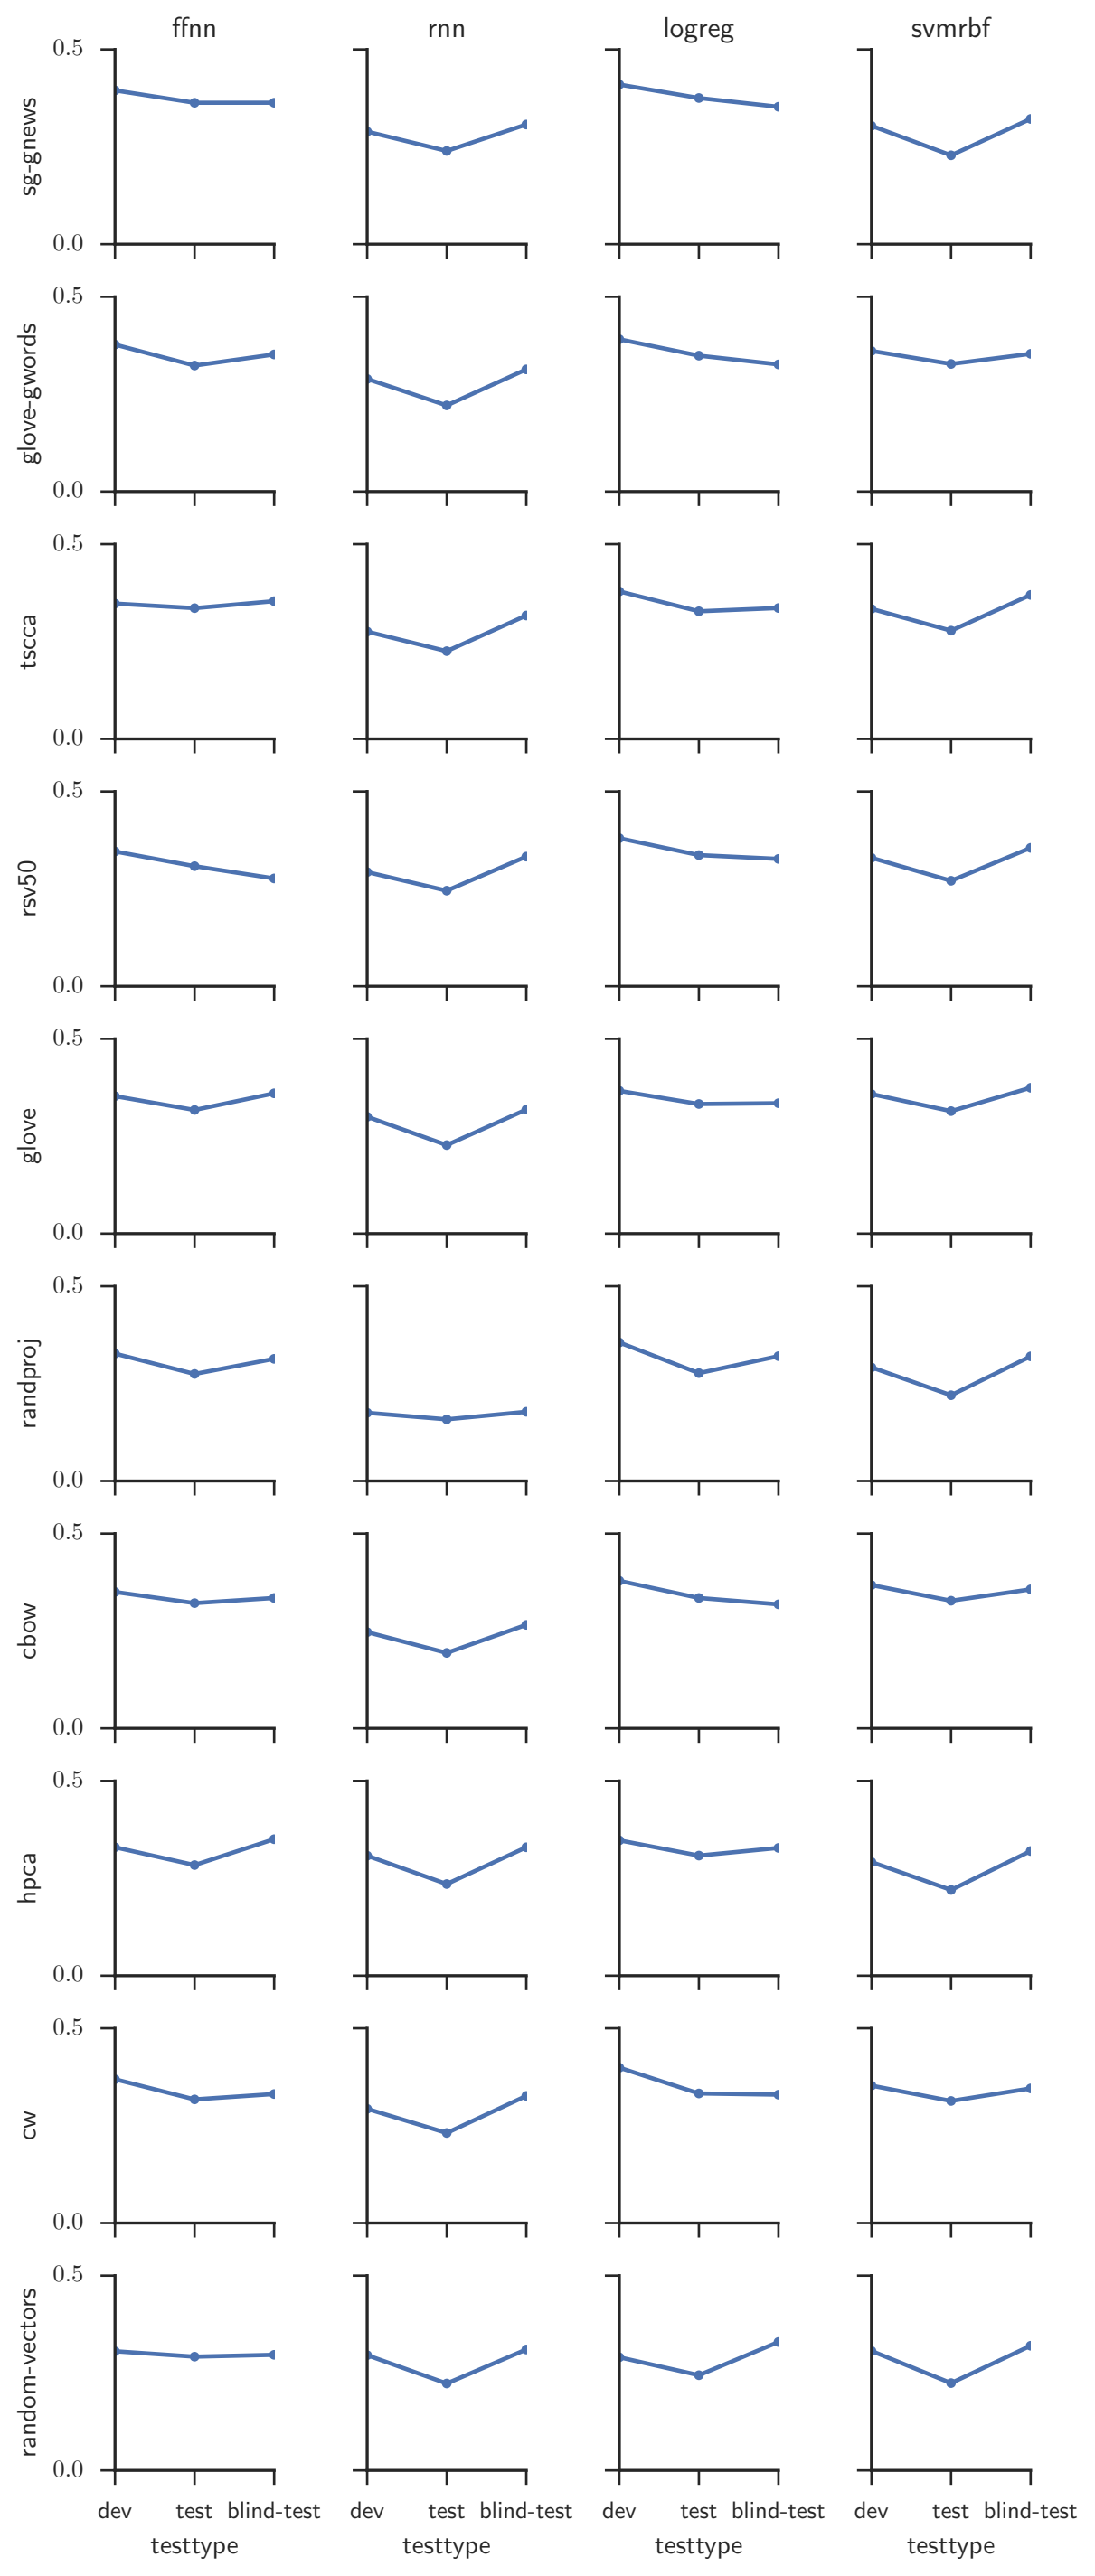 ffnn rnn logreg svmrbf
0.5
sg-gnews
0.0
0.5
glove-gwords
0.0
0.5
tscca
0.0
0.5
rsv50
0.0
0.5
glove
0.0
0.5
randproj
0.0
0.5
cbow
0.0
0.5
hpca
0.0
0.5
cw
0.0
0.5
random-vectors
0.0
dev test blind-test dev test blind-test dev test blind-test dev test blind-test
testtype testtype testtype testtype